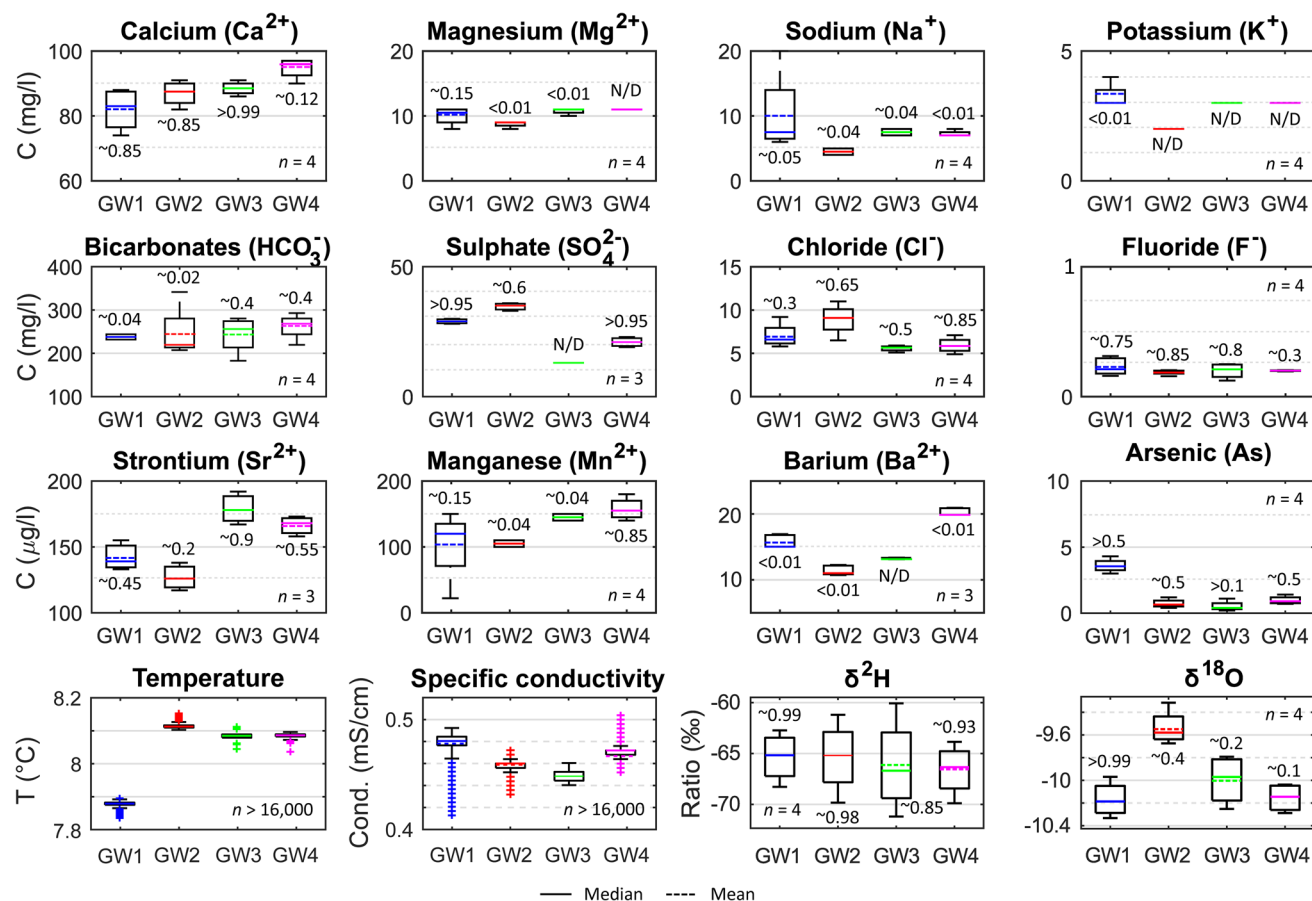 Calcium (Ca2+) Magnesium (Mg2+) Sodium (Na+) Potassium (K+)
C (mg/l)
100
80
60
~0.85
~0.85
>0.99
~0.12
n = 4
GW1 GW2 GW3 GW4
20
10
0
~0.15
<0.01
<0.01
N/D
n = 4
GW1 GW2 GW3 GW4
20
10
0
~0.05
~0.04
~0.04
<0.01
n = 4
GW1 GW2 GW3 GW4
5
0
<0.01
N/D
N/D
N/D
n = 4
GW1 GW2 GW3 GW4
Bicarbonates (HCO3-) Sulphate (SO42-) Chloride (Cl-) Fluoride (F-)
C (mg/l)
400
300
200
100
~0.04
~0.02
~0.4
~0.4
n = 4
GW1 GW2 GW3 GW4
50
0
>0.95
~0.6
N/D
>0.95
n = 3
GW1 GW2 GW3 GW4
15
10
5
0
~0.3
~0.65
~0.5
~0.85
n = 4
GW1 GW2 GW3 GW4
1
0
n = 4
~0.75
~0.85
~0.8
~0.3
GW1 GW2 GW3 GW4
Strontium (Sr2+) Manganese (Mn2+) Barium (Ba2+) Arsenic (As)
C (µg/l)
200
150
100
~0.45
~0.2
~0.9
~0.55
n = 3
GW1 GW2 GW3 GW4
200
100
0
~0.15
~0.04
~0.04
~0.85
n = 4
GW1 GW2 GW3 GW4
20
10
<0.01
<0.01
N/D
<0.01
n = 3
GW1 GW2 GW3 GW4
10
5
0
n = 4
>0.5
~0.5
>0.1
~0.5
GW1 GW2 GW3 GW4
Temperature Specific conductivity δ2H δ18O
T (°C)
8.2
8
7.8
n > 16,000
GW1 GW2 GW3 GW4
Cond. (mS/cm)
0.5
0.4
n > 16,000
GW1 GW2 GW3 GW4
Ratio (‰)
-60
-65
-70
~0.99
~0.98
~0.85
~0.93
n = 4
GW1 GW2 GW3 GW4
-9.6
-10
-10.4
n = 4
>0.99
~0.4
~0.2
~0.1
GW1 GW2 GW3 GW4
Median Mean